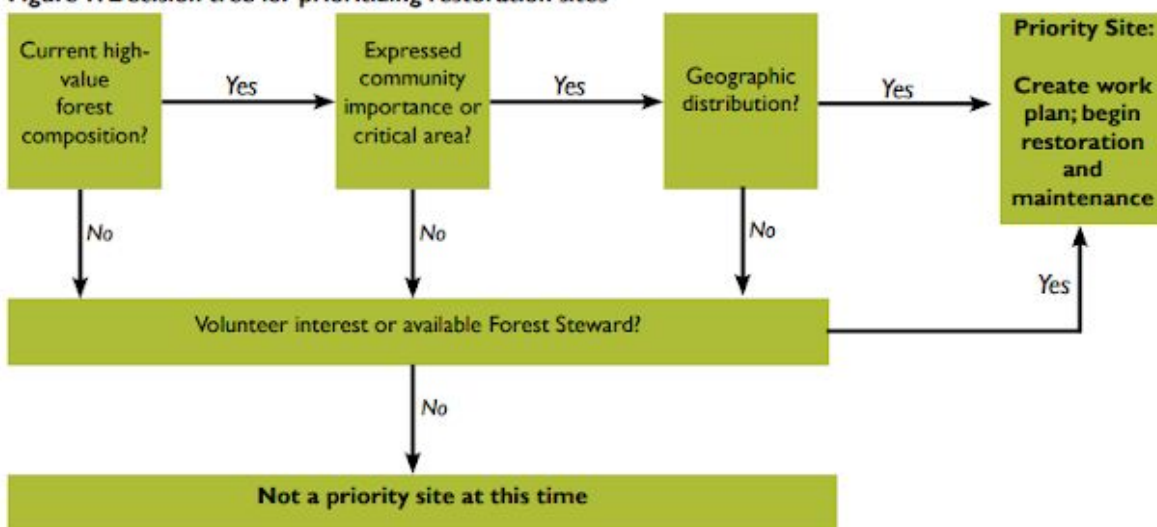 Current high-
value
forest
composition?
Yes
Expressed
community
importance or
critical area?
Yes
Geographic
distribution?
Yes
Priority Site:
Create work
plan; begin
restoration
and
maintenance
No
No
No
Yes
Volunteer interest or available Forest Steward?
No
Not a priority site at this time